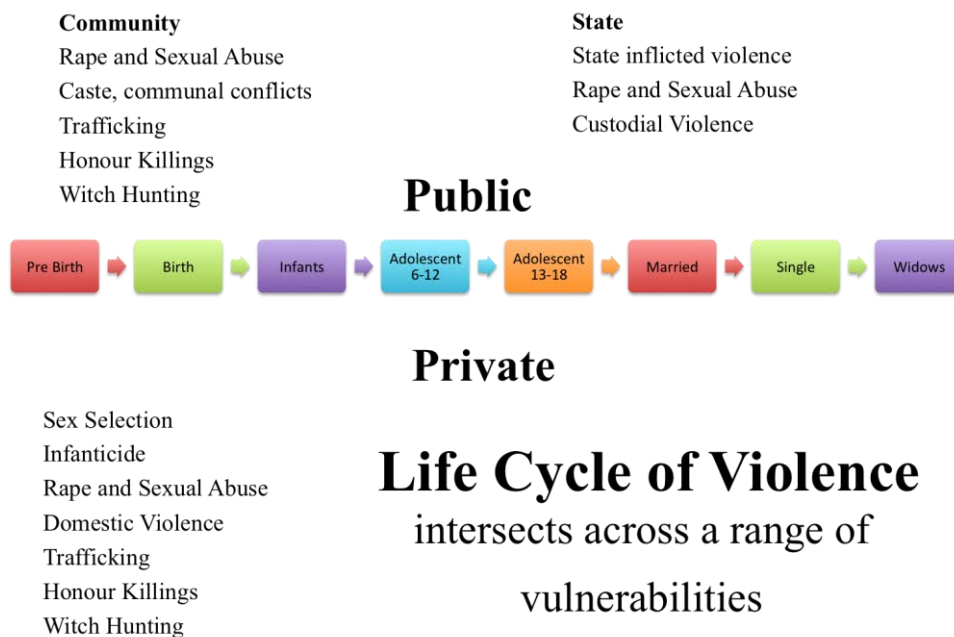 Community
Rape and Sexual Abuse
Caste, communal conflicts
Trafficking
Honour Killings
Witch Hunting
State
State inflicted violence
Rape and Sexual Abuse
Custodial Violence
Public
Pre Birth
Birth
Infants
Adolescent
6-12
Adolescent
13-18
Married
Single
Widows
Private
Sex Selection
Infanticide
Rape and Sexual Abuse
Domestic Violence
Trafficking
Honour Killings
Witch Hunting
Life Cycle of Violence
intersects across a range of
vulnerabilities